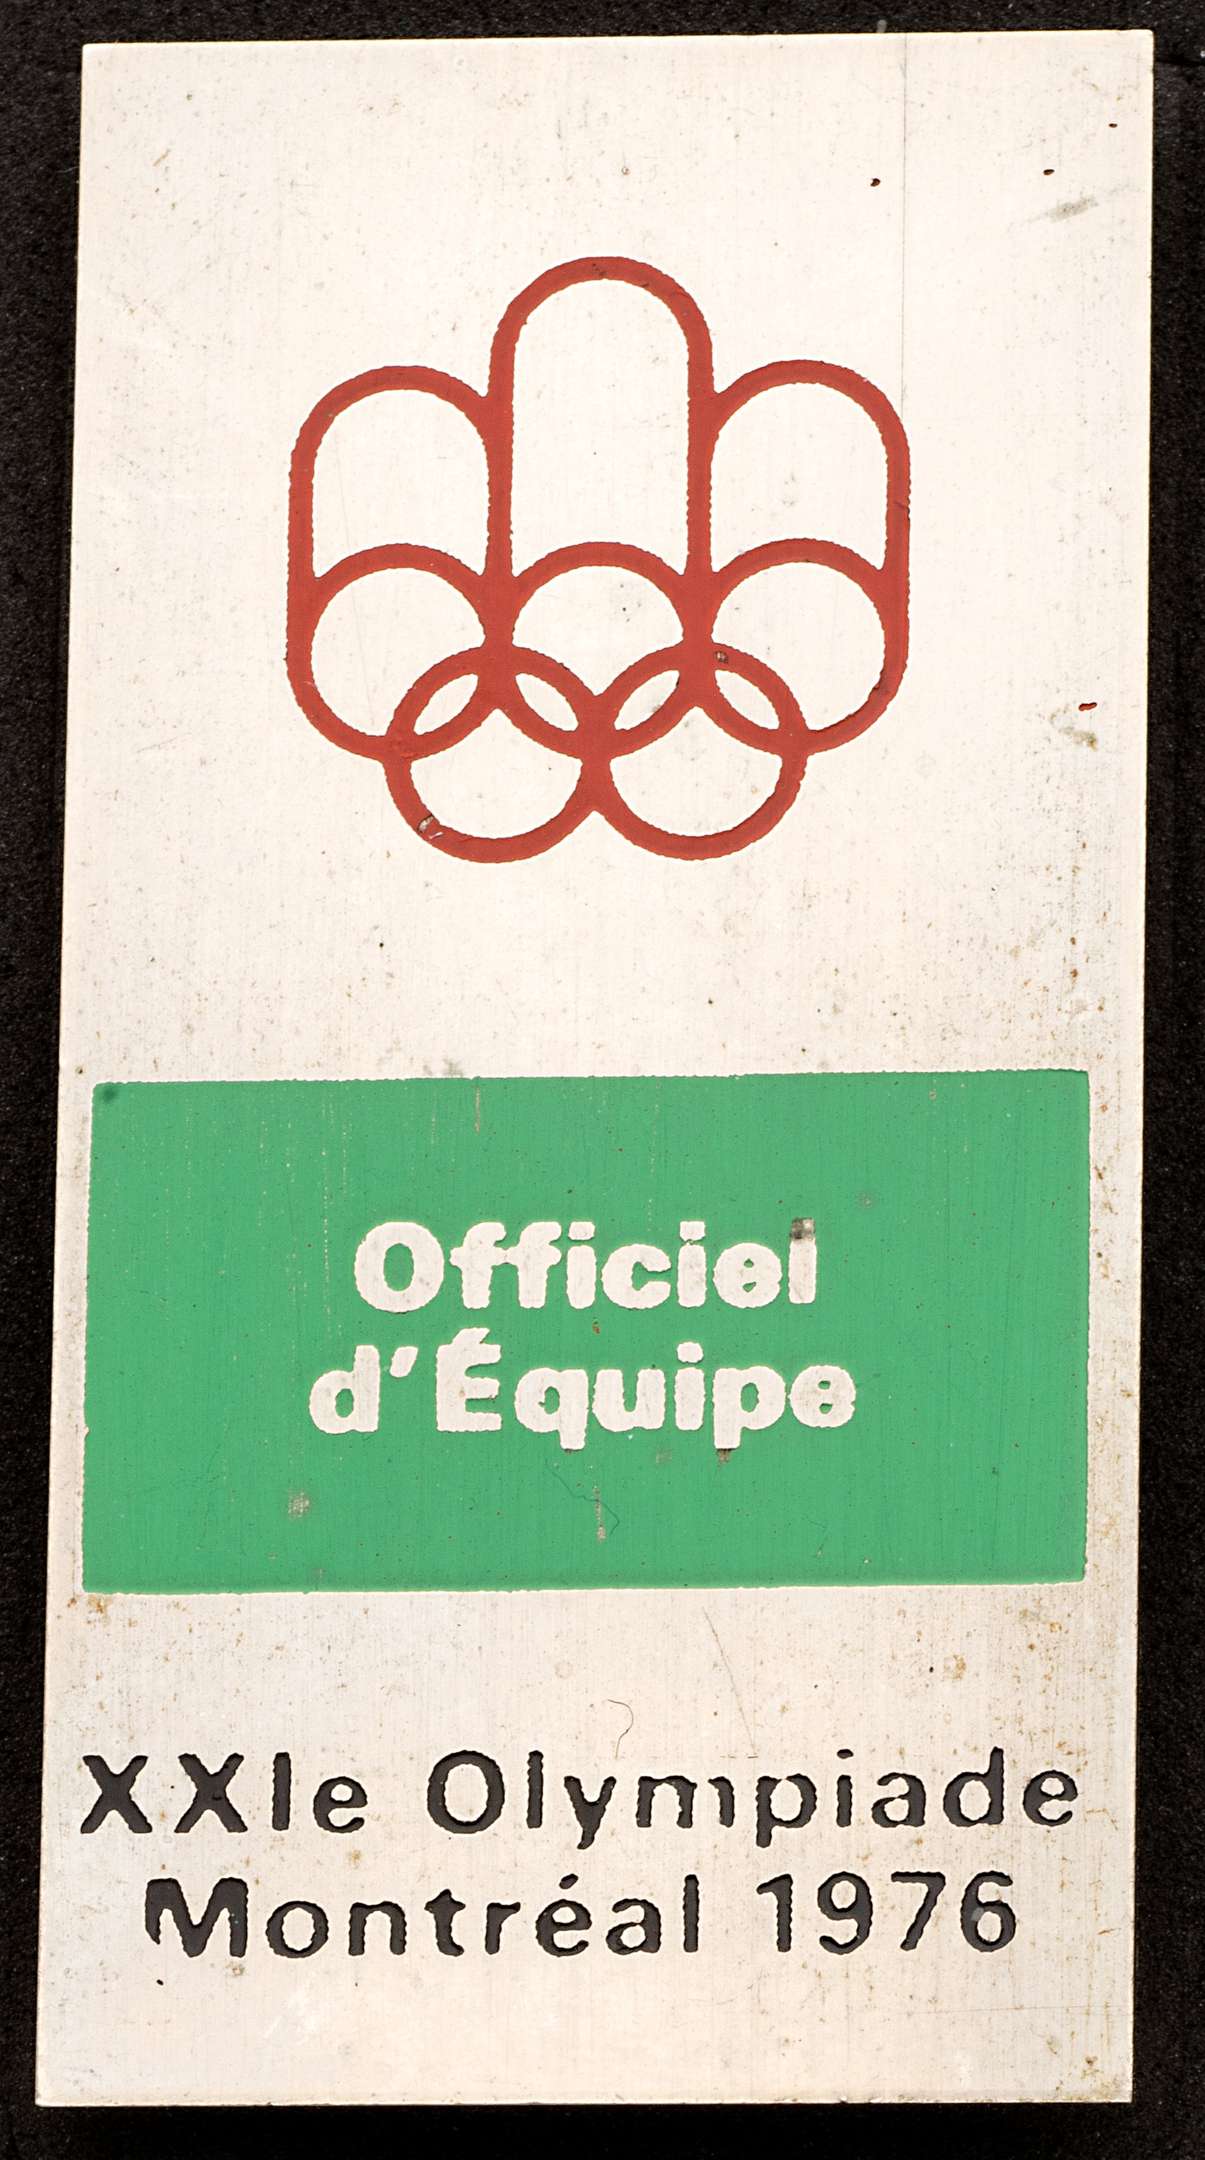 Officiel
d'Équipe
XXIe Olympiade
Montréal 1976